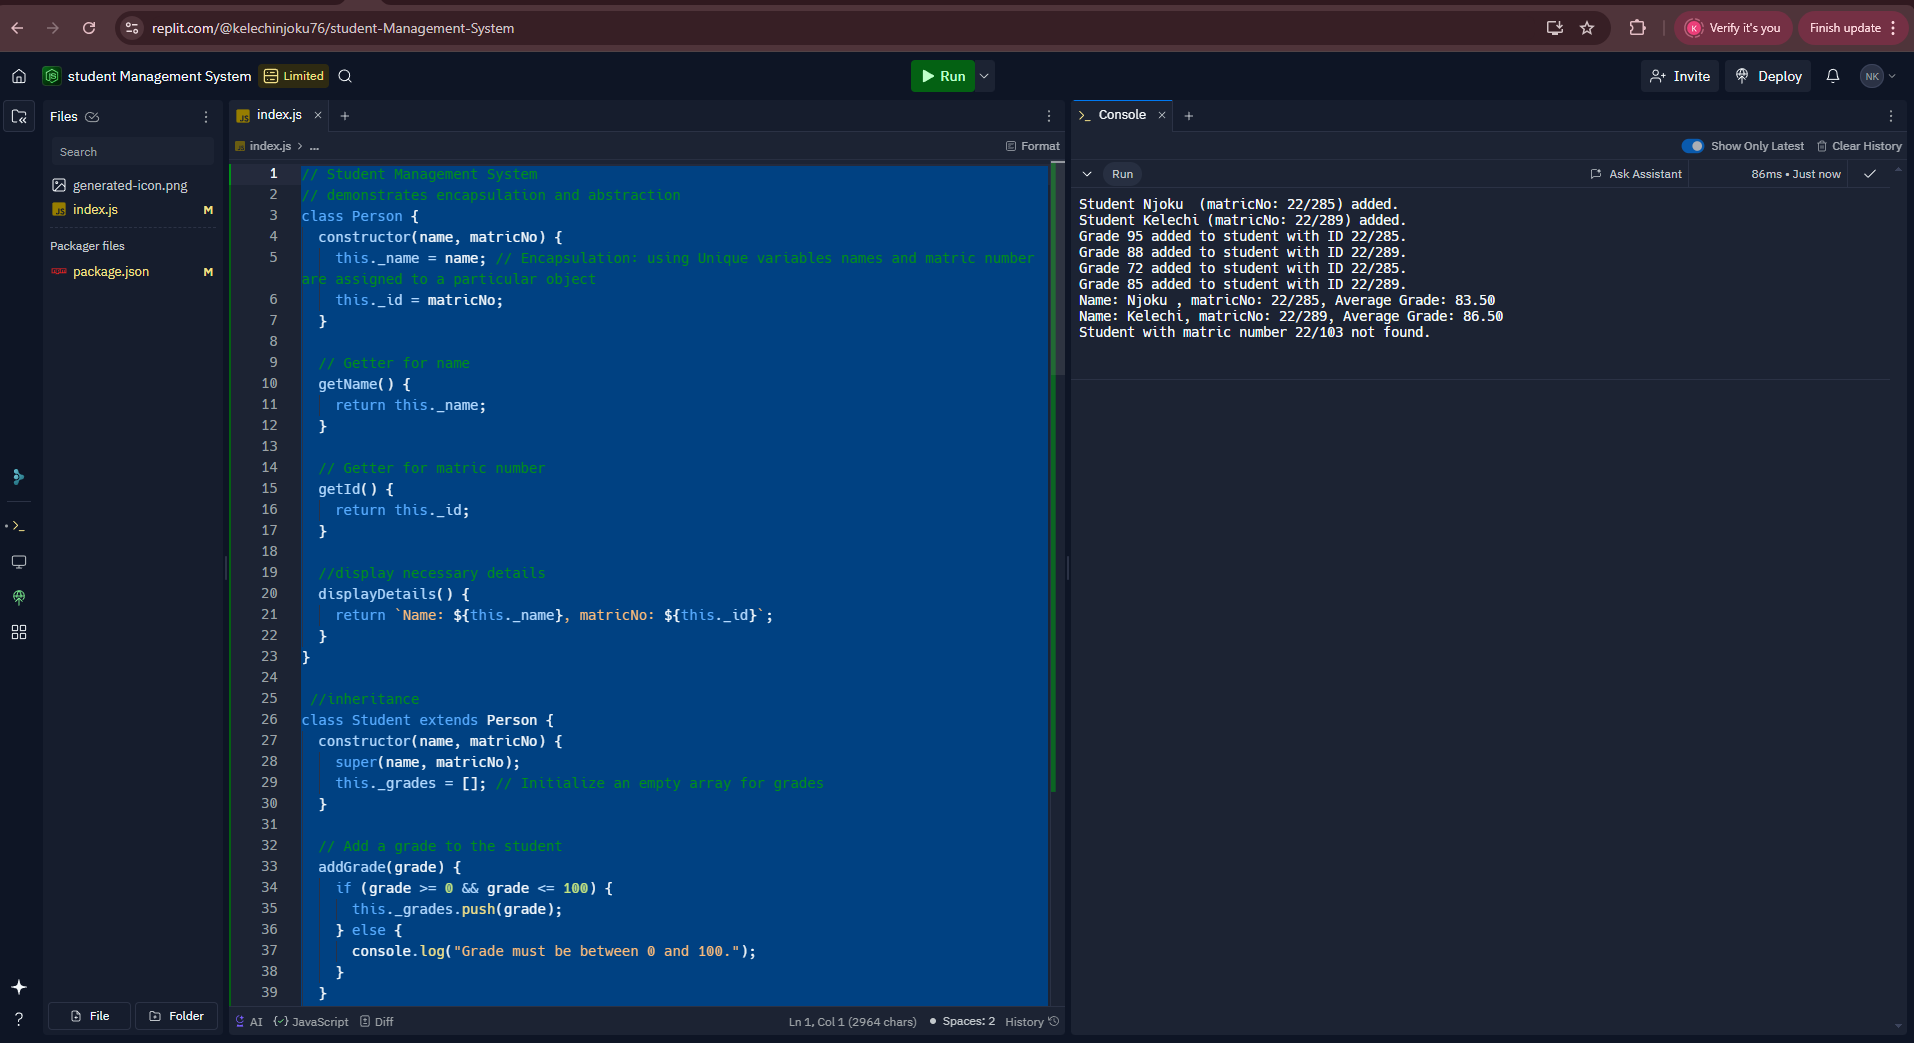 replit.com/@kelechinjoku76/student-Management-System
K
Verify it's you
Finish update
student Management System
Limited
Run
Invite
Deploy
NK
Files
Search
generated-icon.png
JS index.js M
Packager files
package.json M
JS index.js
JS index.js > ...
Format
1 // Student Management System
2 // demonstrates encapsulation and abstraction
3 class Person {
4 constructor(name, matricNo) {
5 this._name = name; // Encapsulation: using Unique variables names and matric number
are assigned to a particular object
6 this._id = matricNo;
7 }
8
9 // Getter for name
10 getName() {
11 return this._name;
12 }
13
14 // Getter for matric number
15 getId() {
16 return this._id;
17 }
18
19 //display necessary details
20 displayDetails() {
21 return `Name: ${this._name}, matricNo: ${this._id}`;
22 }
23 }
24
25 //inheritance
26 class Student extends Person {
27 constructor(name, matricNo) {
28 super(name, matricNo);
29 this._grades = []; // Initialize an empty array for grades
30 }
31
32 // Add a grade to the student
33 addGrade(grade) {
34 if (grade >= 0 && grade <= 100) {
35 this._grades.push(grade);
36 } else {
37 console.log("Grade must be between 0 and 100.");
38 }
39 }
File
Folder
AI
JavaScript
Diff
Ln 1, Col 1 (2964 chars)
Spaces: 2
History
Console
Show Only Latest
Clear History
Run
Ask Assistant
86ms • Just now
Student Njoku  (matricNo: 22/285) added.
Student Kelechi (matricNo: 22/289) added.
Grade 95 added to student with ID 22/285.
Grade 88 added to student with ID 22/289.
Grade 72 added to student with ID 22/285.
Grade 85 added to student with ID 22/289.
Name: Njoku , matricNo: 22/285, Average Grade: 83.50
Name: Kelechi, matricNo: 22/289, Average Grade: 86.50
Student with matric number 22/103 not found.